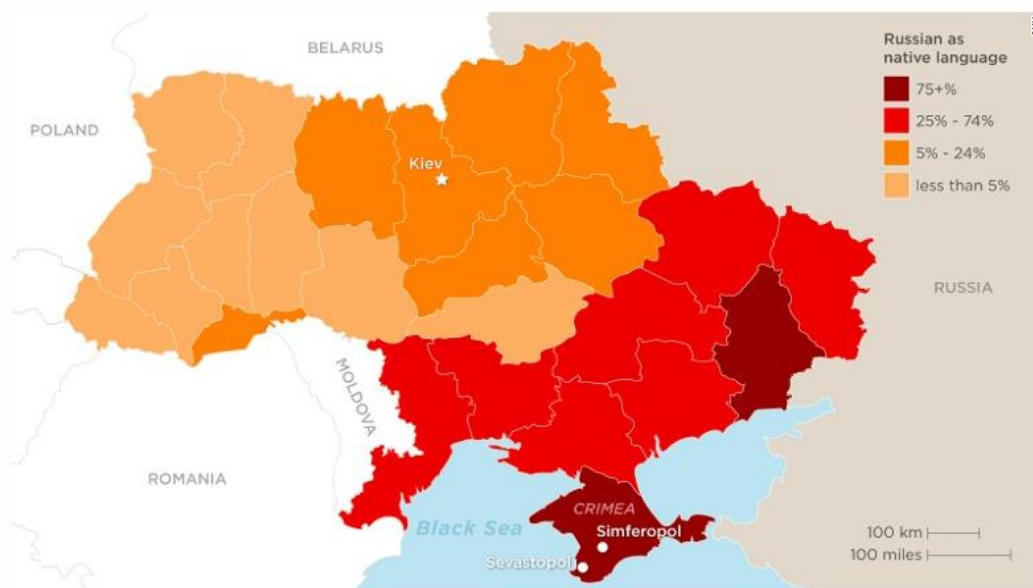 BELARUS
POLAND
Kiev
Russian as
native language
75+%
25% - 74%
5% - 24%
less than 5%
RUSSIA
MOLDOVA
ROMANIA
CRIMEA
Simferopol
Sevastopol
Black Sea
100 km
100 miles